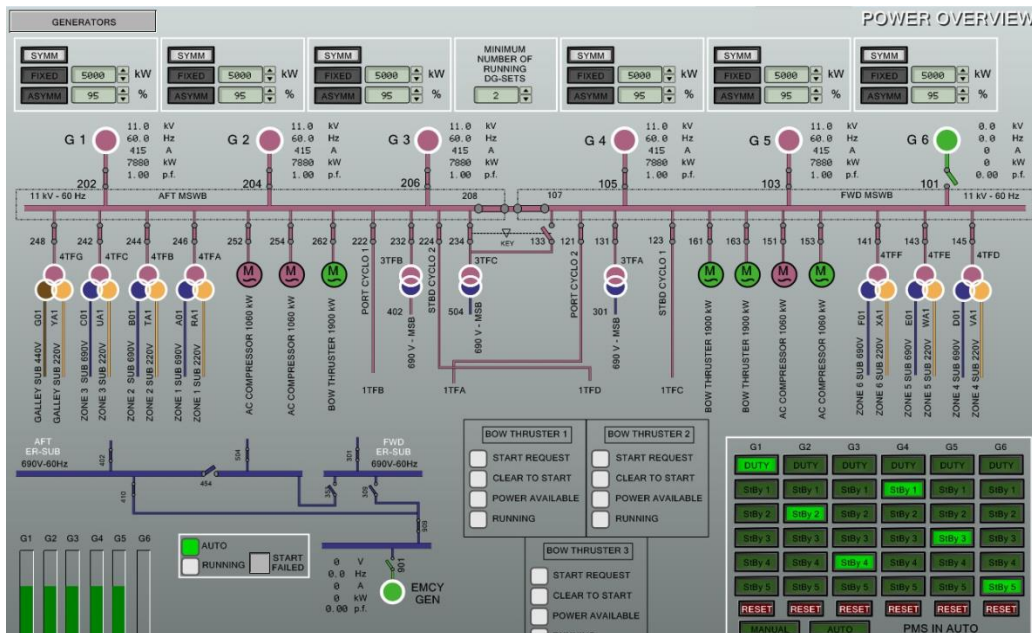 GENERATORS
POWER OVERVIEW
SYMM
FIXED 5000 kW
ASYMM 95 %
SYMM
FIXED 5000 kW
ASYMM 95 %
SYMM
FIXED 5000 kW
ASYMM 95 %
MINIMUM
NUMBER OF
RUNNING
DG-SETS
2
SYMM
FIXED 5000 kW
ASYMM 95 %
SYMM
FIXED 5000 kW
ASYMM 95 %
SYMM
FIXED 5000 kW
ASYMM 95 %
G 1
11.0 kV
60.0 Hz
415 A
7880 kW
1.00 p.f.
202
G 2
11.0 kV
60.0 Hz
415 A
7880 kW
1.00 p.f.
204
G 3
11.0 kV
60.0 Hz
415 A
7880 kW
1.00 p.f.
206
G 4
11.0 kV
60.0 Hz
415 A
7880 kW
1.00 p.f.
105
G 5
11.0 kV
60.0 Hz
415 A
7880 kW
1.00 p.f.
103
G 6
0.0 kV
0.0 Hz
0 A
0 kW
0.00 p.f.
101
11 kV - 60 Hz AFT MSWB 208 107 FWD MSWB 11 kV - 60 Hz
248 242 244 246 252 254 262 222 232 224 234 KEY 133 121 131 123 161 163 151 153 141 143 145
4TFG 4TFC 4TFB 4TFA 3TFB 3TFC 3TFA 4TFF 4TFE 4TFD
M M M M M M M
G01 YA1 C01 UA1 B01 TA1 A01 RA1
GALLEY SUB 440V
GALLEY SUB 220V
ZONE 3 SUB 690V
ZONE 3 SUB 220V
ZONE 2 SUB 690V
ZONE 2 SUB 220V
ZONE 1 SUB 690V
ZONE 1 SUB 220V
AC COMPRESSOR 1060 kW
AC COMPRESSOR 1060 kW
BOW THRUSTER 1900 kW
PORT CYCLO 1
1TFB
402
690 V - MSB
STBD CYCLO 2
1TFA
504
690 V - MSB
PORT CYCLO 2
1TFD
301
690 V - MSB
STBD CYCLO 1
1TFC
BOW THRUSTER 1900 kW
BOW THRUSTER 1900 kW
AC COMPRESSOR 1060 kW
AC COMPRESSOR 1060 kW
F01 XA1 E01 WA1 D01 VA1
ZONE 6 SUB 690V
ZONE 6 SUB 220V
ZONE 5 SUB 690V
ZONE 5 SUB 220V
ZONE 4 SUB 690V
ZONE 4 SUB 220V
AFT
ER-SUB
690V-60Hz
402
504
301
FWD
ER-SUB
690V-60Hz
454
410
309
901
G1 G2 G3 G4 G5 G6
AUTO
RUNNING
START
FAILED
0 V
0.0 Hz
0 A
0 kW
0.00 p.f.
EMCY
GEN
BOW THRUSTER 1
START REQUEST
CLEAR TO START
POWER AVAILABLE
RUNNING
BOW THRUSTER 2
START REQUEST
CLEAR TO START
POWER AVAILABLE
RUNNING
BOW THRUSTER 3
START REQUEST
CLEAR TO START
POWER AVAILABLE
G1 G2 G3 G4 G5 G6
DUTY DUTY DUTY DUTY DUTY DUTY
StBy 1 StBy 1 StBy 1 StBy 1 StBy 1 StBy 1
StBy 2 StBy 2 StBy 2 StBy 2 StBy 2 StBy 2
StBy 3 StBy 3 StBy 3 StBy 3 StBy 3 StBy 3
StBy 4 StBy 4 StBy 4 StBy 4 StBy 4 StBy 4
StBy 5 StBy 5 StBy 5 StBy 5 StBy 5 StBy 5
RESET RESET RESET RESET RESET RESET
MANUAL AUTO PMS IN AUTO